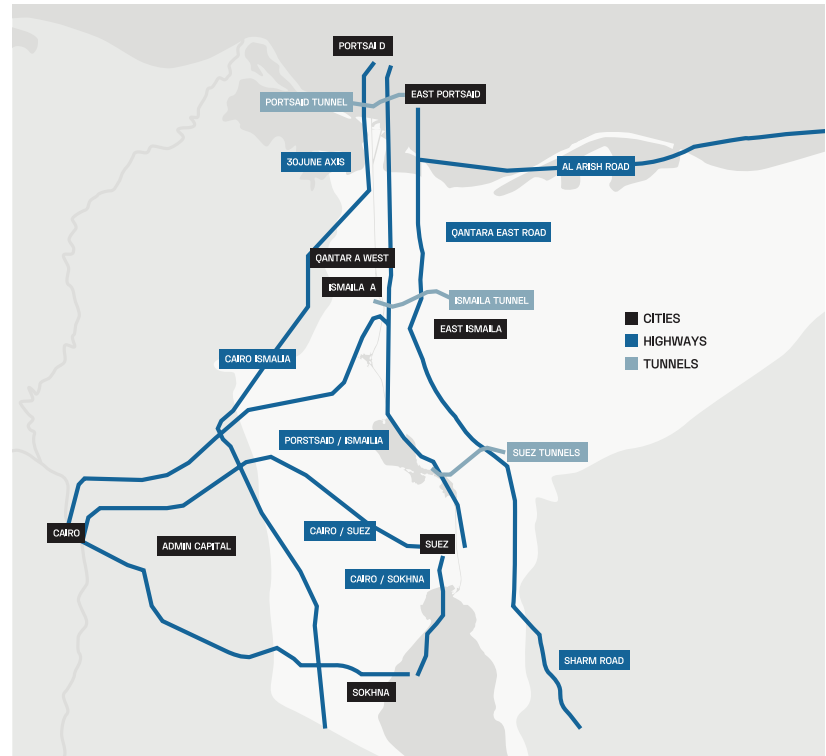 PORTSAI D
EAST PORTSAID
PORTSAID TUNNEL
30JUNE AXIS
AL ARISH ROAD
QANTARA EAST ROAD
QANTAR A WEST
ISMAILA A
ISMAILA TUNNEL
EAST ISMAILA
CITIES
HIGHWAYS
TUNNELS
CAIRO ISMALIA
PORSTSAID / ISMAILIA
SUEZ TUNNELS
CAIRO
ADMIN CAPITAL
CAIRO / SUEZ
SUEZ
CAIRO / SOKHNA
SHARM ROAD
SOKHNA